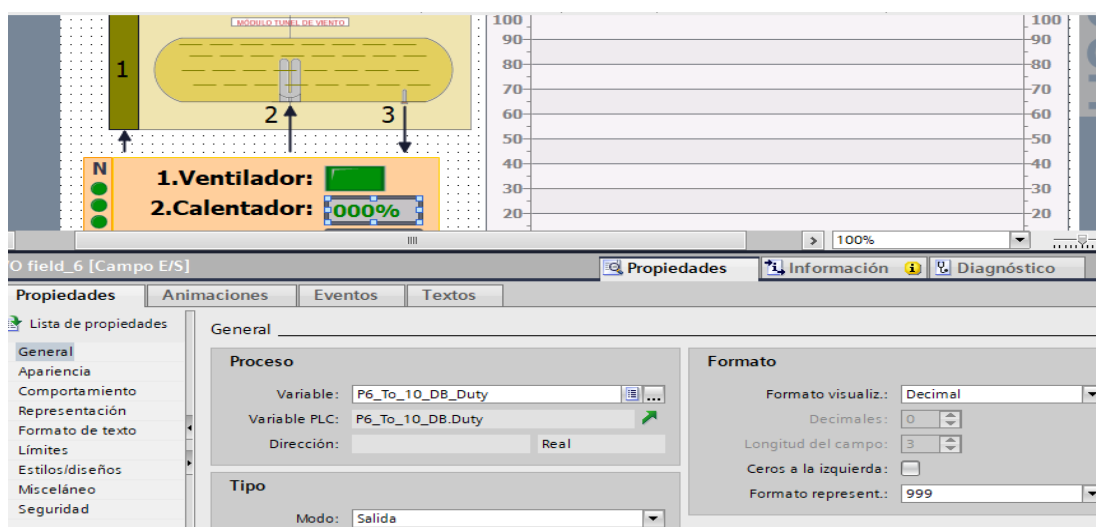 MÓDULO TUNEL DE VIENTO
1
2
3
N
1.Ventilador:
2.Calentador: 000%
100 100
90 90
80 80
70 70
60 60
50 50
40 40
30 30
20 20
100%
O field_6 [Campo E/S]
Propiedades Información Diagnóstico
Propiedades Animaciones Eventos Textos
Lista de propiedades
General
Apariencia
Comportamiento
Representación
Formato de texto
Límites
Estilos/diseños
Misceláneo
Seguridad
General
Proceso
Variable: P6_To_10_DB_Duty
Variable PLC: P6_To_10_DB.Duty
Dirección: Real
Tipo
Modo: Salida
Formato
Formato visualiz.: Decimal
Decimales: 0
Longitud del campo: 3
Ceros a la izquierda:
Formato represent.: 999